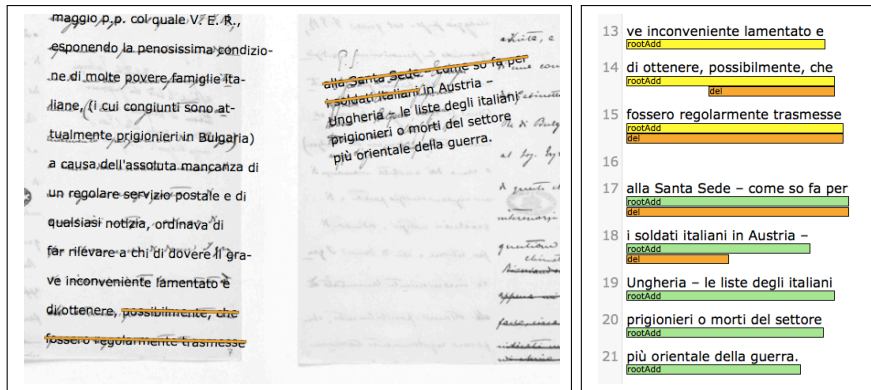 maggio p.p. col quale V. E. R.,
esponendo la penosissima condizio-
ne di molte povere famiglie ita-
liane, (i cui congiunti sono at-
tualmente prigionieri in Bulgaria)
a causa dell'assoluta mancanza di
un regolare servizio postale e di
qualsiasi notizia, ordinava di
far rilevare a chi di dovere il gra-
ve inconveniente lamentato e
di ottenere, possibilmente, che
fossero regolarmente trasmesse
alla Santa Sede – come so fa per
i soldati italiani in Austria –
Ungheria – le liste degli italiani
prigionieri o morti del settore
più orientale della guerra.
13 ve inconveniente lamentato e
rootAdd
14 di ottenere, possibilmente, che
rootAdd
del
15 fossero regolarmente trasmesse
rootAdd
del
16
17 alla Santa Sede – come so fa per
rootAdd
del
18 i soldati italiani in Austria –
rootAdd
del
19 Ungheria – le liste degli italiani
rootAdd
20 prigionieri o morti del settore
rootAdd
21 più orientale della guerra.
rootAdd